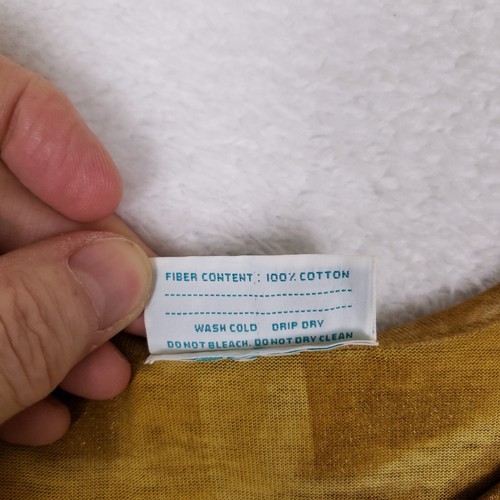 FIBER CONTENT : 100% COTTON
WASH COLD DRIP DRY
DO NOT BLEACH. DO NOT DRY CLEAN